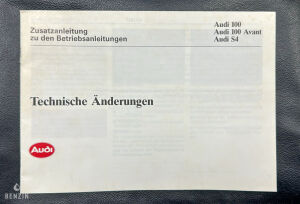 Zusatzanleitung
zu den Betriebsanleitungen
Audi 100
Audi 100 Avant
Audi S4
Technische Änderungen
Audi
BENZIN